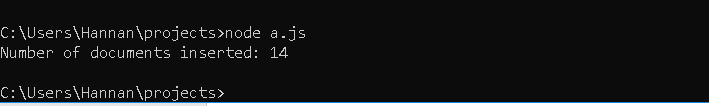 C:\Users\Hannan\projects>node a.js
Number of documents inserted: 14
C:\Users\Hannan\projects>